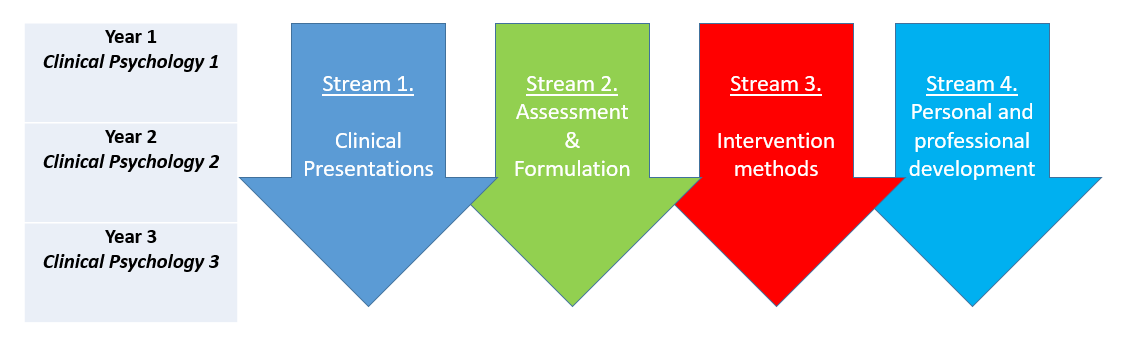 Year 1
Clinical Psychology 1
Year 2
Clinical Psychology 2
Year 3
Clinical Psychology 3
Stream 1.
Clinical
Presentations
Stream 2.
Assessment
&
Formulation
Stream 3.
Intervention
methods
Stream 4.
Personal and
professional
development